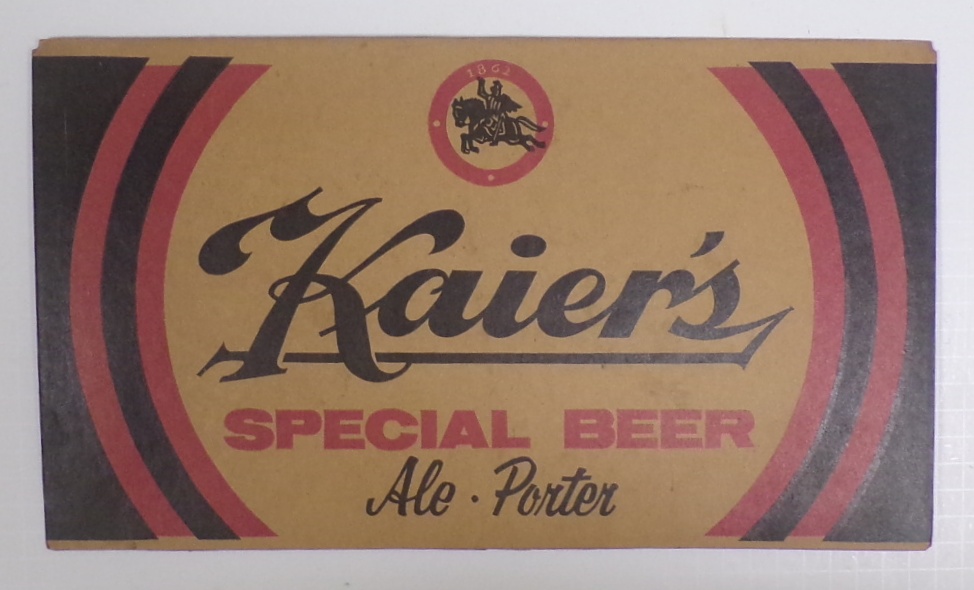 1862
Kaier's
SPECIAL BEER
Ale · Porter